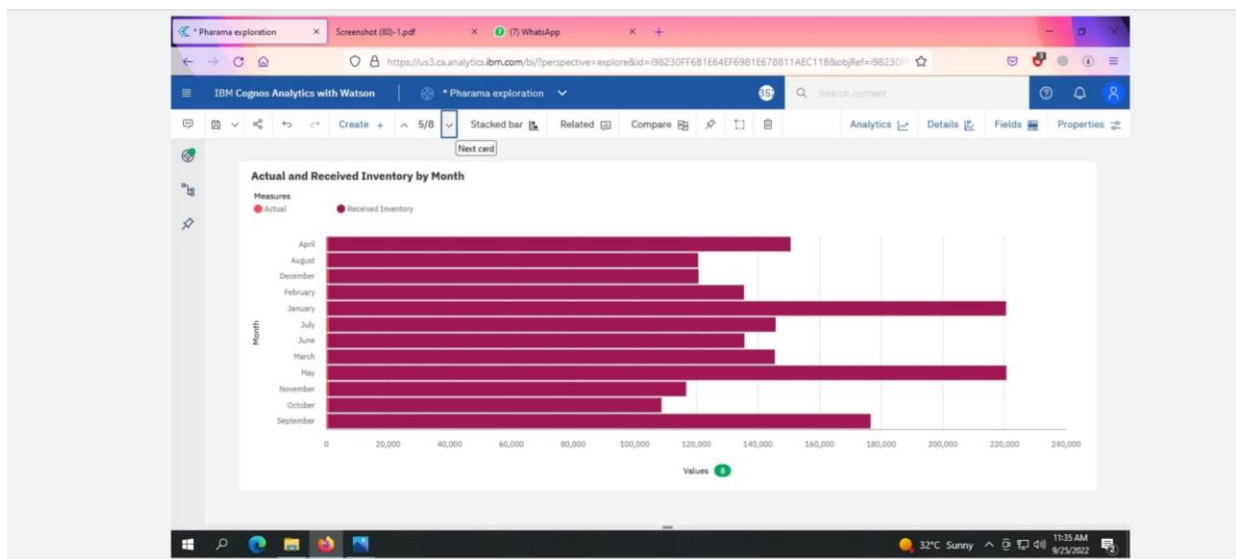 * Pharama exploration Screenshot (80)-1.pdf (7) WhatsApp
https://us3.ca.analytics.ibm.com/bi/?perspective=explore&id=i98230FF6B1E64EF6981E678811AEC11B&objRef=i98230F
IBM Cognos Analytics with Watson * Pharama exploration Search content
Create + 5/8 Stacked bar Related Compare Analytics Details Fields Properties
Next card
Actual and Received Inventory by Month
Measures
Actual Received Inventory
April
August
December
February
January
July
June
March
May
November
October
September
Month
0 20,000 40,000 60,000 80,000 100,000 120,000 140,000 160,000 180,000 200,000 220,000 240,000
Values 8
32°C Sunny 11:35 AM
9/25/2022